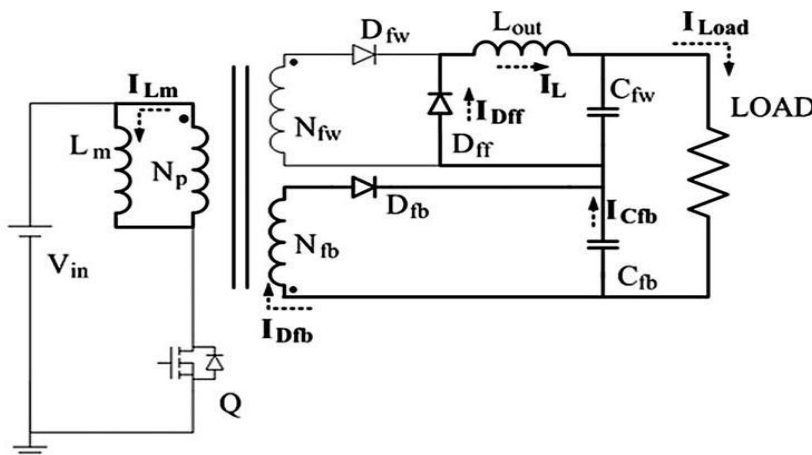 D_fw
L_out
I_Load
I_Lm
I_L
C_fw
LOAD
I_Dff
L_m
N_p
N_fw
D_ff
D_fb
I_Cfb
N_fb
V_in
C_fb
I_Dfb
Q